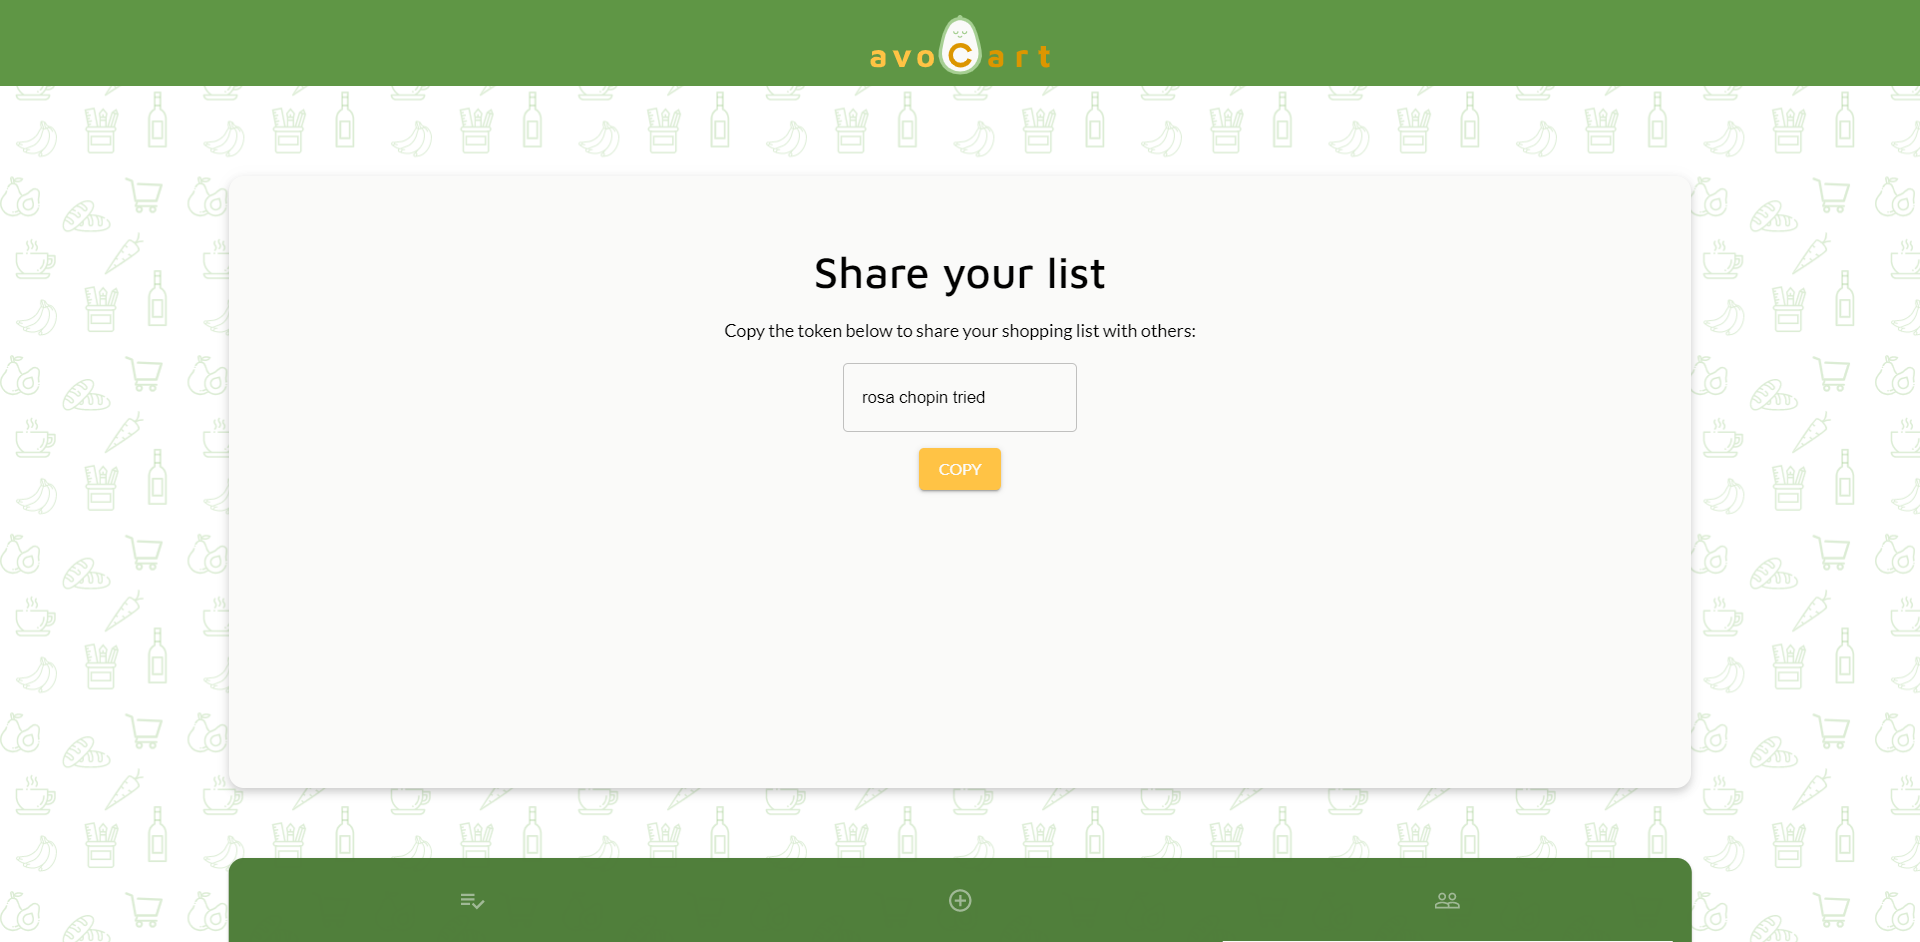 avoCart
Share your list
Copy the token below to share your shopping list with others:
rosa chopin tried
COPY